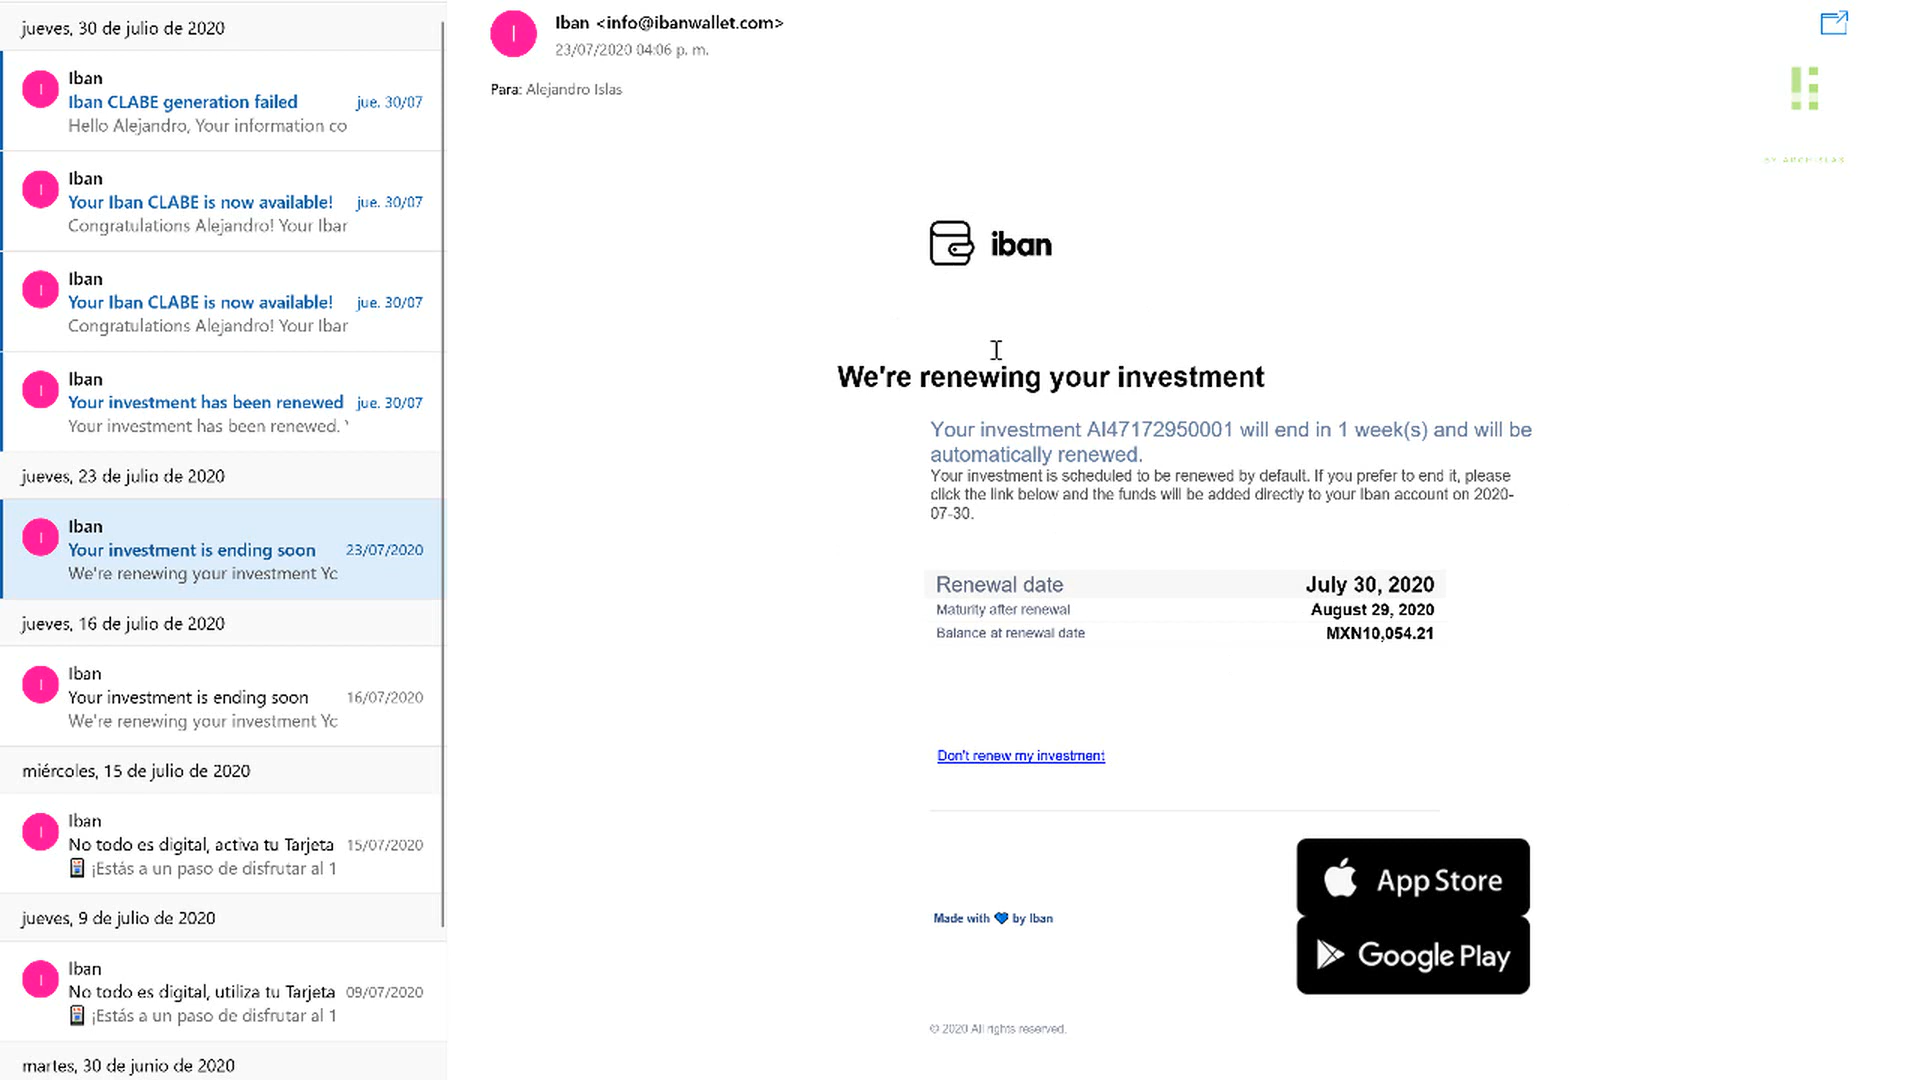 jueves, 30 de julio de 2020
I
Iban
Iban CLABE generation failed jue. 30/07
Hello Alejandro, Your information co
I
Iban
Your Iban CLABE is now available! jue. 30/07
Congratulations Alejandro! Your Iban
I
Iban
Your Iban CLABE is now available! jue. 30/07
Congratulations Alejandro! Your Iban
I
Iban
Your investment has been renewed jue. 30/07
Your investment has been renewed.
jueves, 23 de julio de 2020
I
Iban
Your investment is ending soon 23/07/2020
We're renewing your investment Yo
jueves, 16 de julio de 2020
I
Iban
Your investment is ending soon 16/07/2020
We're renewing your investment Yo
miércoles, 15 de julio de 2020
I
Iban
No todo es digital, activa tu Tarjeta 15/07/2020
¡Estás a un paso de disfrutar al 1
jueves, 9 de julio de 2020
I
Iban
No todo es digital, utiliza tu Tarjeta 09/07/2020
¡Estás a un paso de disfrutar al 1
martes, 30 de junio de 2020
I
Iban <info@ibanwallet.com>
23/07/2020 04:06 p. m.
Para: Alejandro Islas
iban
We're renewing your investment
Your investment AI47172950001 will end in 1 week(s) and will be
automatically renewed.
Your investment is scheduled to be renewed by default. If you prefer to end it, please
click the link below and the funds will be added directly to your Iban account on 2020-
07-30.
Renewal date July 30, 2020
Maturity after renewal August 29, 2020
Balance at renewal date MXN10,054.21
Don't renew my investment
App Store
Made with 💙 by Iban
Google Play
© 2020 All rights reserved.